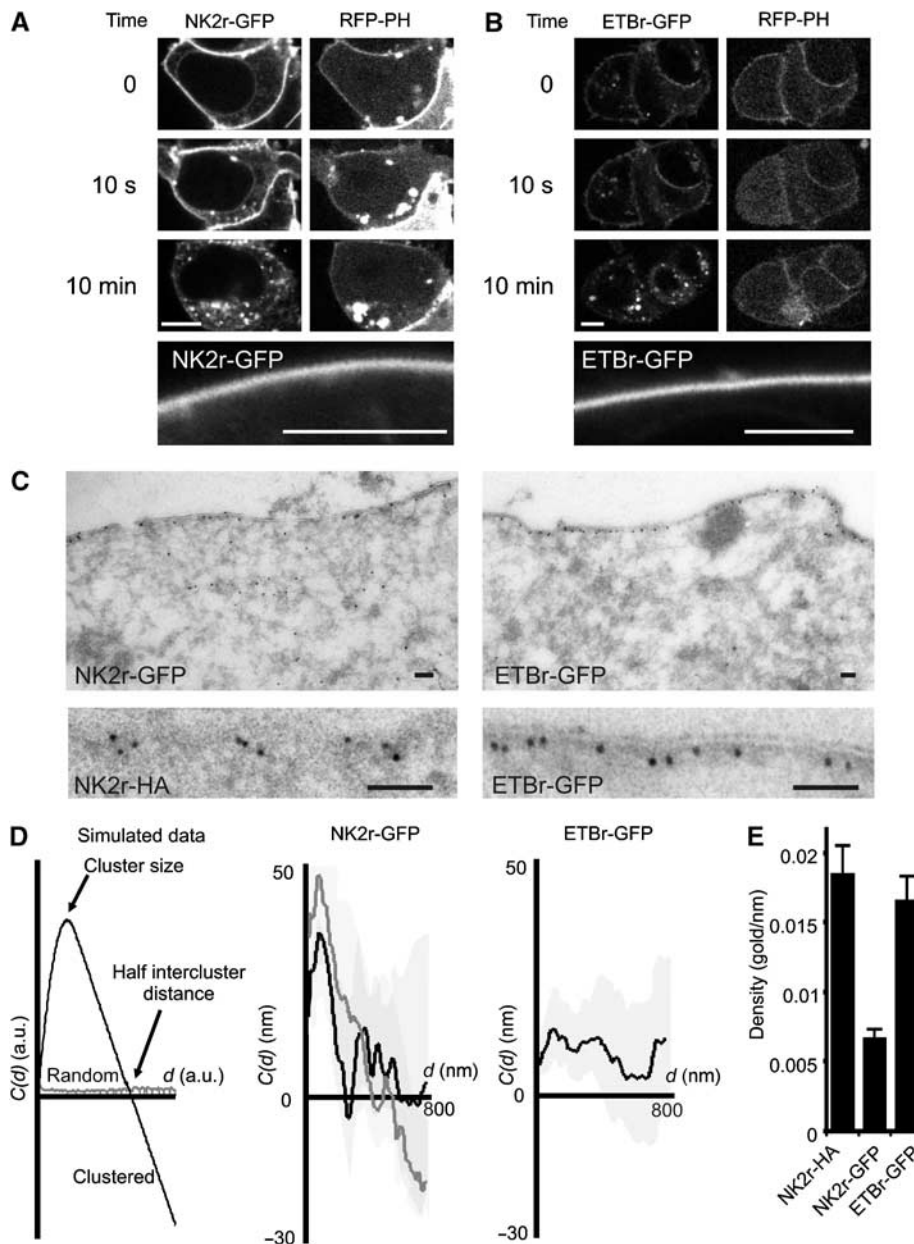 A
Time
NK2r-GFP
RFP-PH
0
10 s
10 min
NK2r-GFP
B
Time
ETBr-GFP
RFP-PH
0
10 s
10 min
ETBr-GFP
C
NK2r-GFP
ETBr-GFP
NK2r-HA
ETBr-GFP
D
Simulated data
Cluster size
Half intercluster
distance
C(d) (a.u.)
Random
d (a.u.)
Clustered
NK2r-GFP
50
C(d) (nm)
0
d (nm)
800
−30
ETBr-GFP
50
C(d) (nm)
0
d (nm)
800
−30
E
Density (gold/nm)
0.02
0.015
0.01
0.005
0
NK2r-HA
NK2r-GFP
ETBr-GFP